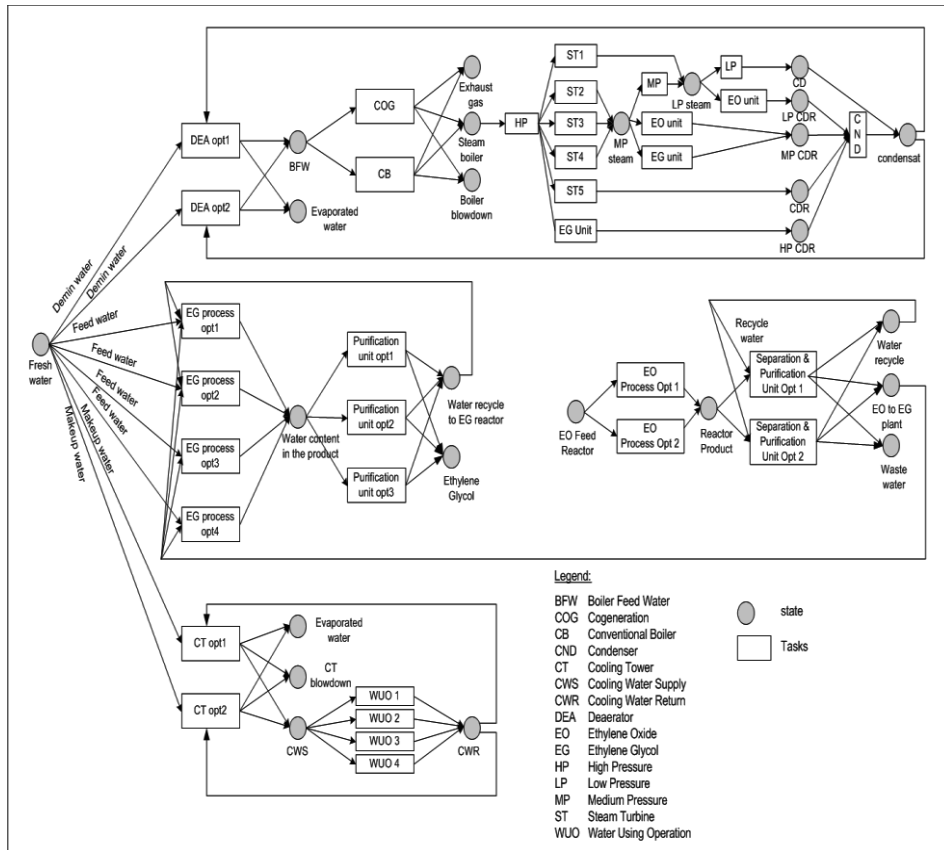 DEA opt1
DEA opt2
BFW
Evaporated
water
COG
CB
Exhaust
gas
Steam
boiler
Boiler
blowdown
HP
ST1
ST2
ST3
ST4
ST5
EG Unit
MP
steam
MP
EO unit
EG unit
LP steam
LP
EO unit
CD
LP CDR
MP CDR
CDR
HP CDR
C
N
D
condensat
Fresh
water
Demin water
Demin water
Feed water
Feed water
Feed water
Feed water
Makeup water
Makeup water
EG process
opt1
EG process
opt2
EG process
opt3
EG process
opt4
Water content
in the product
Purification
unit opt1
Purification
unit opt2
Purification
unit opt3
Water recycle
to EG reactor
Ethylene
Glycol
EO Feed
Reactor
EO
Process Opt 1
EO
Process Opt 2
Reactor
Product
Recycle
water
Separation &
Purification
Unit Opt 1
Separation &
Purification
Unit Opt 2
Water
recycle
EO to EG
plant
Waste
water
CT opt1
CT opt2
Evaporated
water
CT
blowdown
CWS
WUO 1
WUO 2
WUO 3
WUO 4
CWR
Legend:
BFW Boiler Feed Water
COG Cogeneration
CB Conventional Boiler
CND Condenser
CT Cooling Tower
CWS Cooling Water Supply
CWR Cooling Water Return
DEA Deaerator
EO Ethylene Oxide
EG Ethylene Glycol
HP High Pressure
LP Low Pressure
MP Medium Pressure
ST Steam Turbine
WUO Water Using Operation
state
Tasks